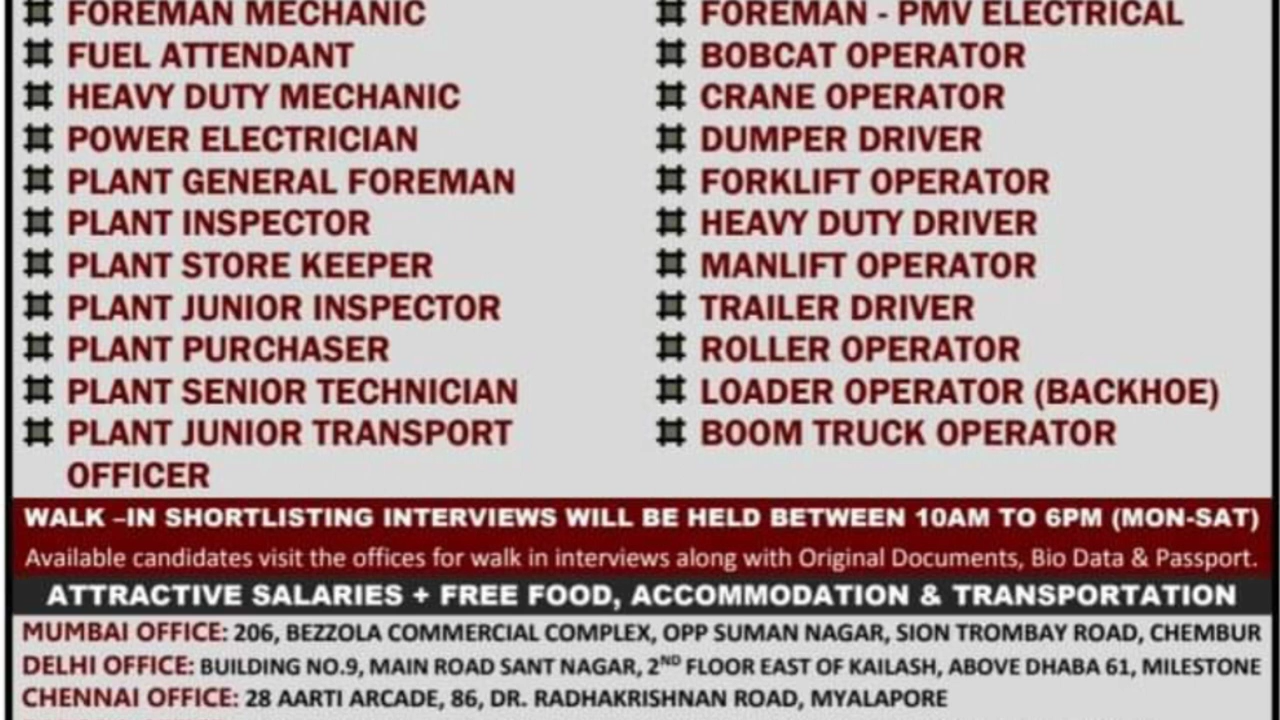 FOREMAN MECHANIC
FUEL ATTENDANT
HEAVY DUTY MECHANIC
POWER ELECTRICIAN
PLANT GENERAL FOREMAN
PLANT INSPECTOR
PLANT STORE KEEPER
PLANT JUNIOR INSPECTOR
PLANT PURCHASER
PLANT SENIOR TECHNICIAN
PLANT JUNIOR TRANSPORT
OFFICER
FOREMAN - PMV ELECTRICAL
BOBCAT OPERATOR
CRANE OPERATOR
DUMPER DRIVER
FORKLIFT OPERATOR
HEAVY DUTY DRIVER
MANLIFT OPERATOR
TRAILER DRIVER
ROLLER OPERATOR
LOADER OPERATOR (BACKHOE)
BOOM TRUCK OPERATOR
WALK –IN SHORTLISTING INTERVIEWS WILL BE HELD BETWEEN 10AM TO 6PM (MON-SAT)
Available candidates visit the offices for walk in interviews along with Original Documents, Bio Data & Passport.
ATTRACTIVE SALARIES + FREE FOOD, ACCOMMODATION & TRANSPORTATION
MUMBAI OFFICE: 206, BEZZOLA COMMERCIAL COMPLEX, OPP SUMAN NAGAR, SION TROMBAY ROAD, CHEMBUR
DELHI OFFICE: BUILDING NO.9, MAIN ROAD SANT NAGAR, 2ND FLOOR EAST OF KAILASH, ABOVE DHABA 61, MILESTONE
CHENNAI OFFICE: 28 AARTI ARCADE, 86, DR. RADHAKRISHNAN ROAD, MYALAPORE